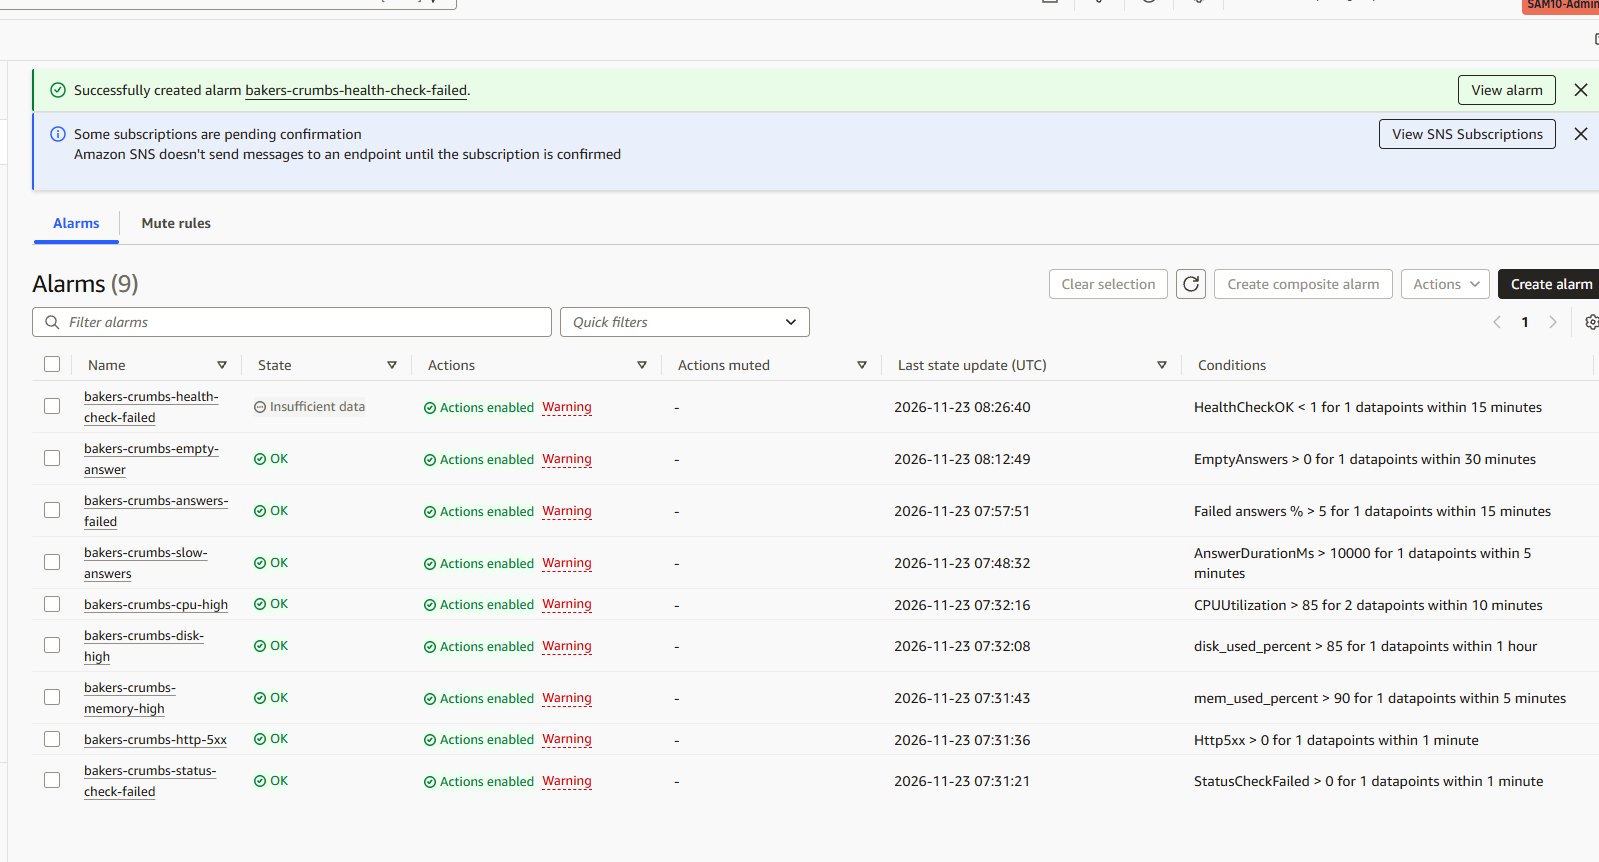 SAM10-Admin
Successfully created alarm bakers-crumbs-health-check-failed.
View alarm
Some subscriptions are pending confirmation
Amazon SNS doesn't send messages to an endpoint until the subscription is confirmed
View SNS Subscriptions
Alarms
Mute rules
Alarms (9)
Clear selection
Create composite alarm
Actions
Create alarm
Filter alarms
Quick filters
1
Name State Actions Actions muted Last state update (UTC) Conditions
bakers-crumbs-health-
check-failed
Insufficient data Actions enabled Warning - 2026-11-23 08:26:40 HealthCheckOK < 1 for 1 datapoints within 15 minutes
bakers-crumbs-empty-
answer
OK Actions enabled Warning - 2026-11-23 08:12:49 EmptyAnswers > 0 for 1 datapoints within 30 minutes
bakers-crumbs-answers-
failed
OK Actions enabled Warning - 2026-11-23 07:57:51 Failed answers % > 5 for 1 datapoints within 15 minutes
bakers-crumbs-slow-
answers
OK Actions enabled Warning - 2026-11-23 07:48:32 AnswerDurationMs > 10000 for 1 datapoints within 5
minutes
bakers-crumbs-cpu-high OK Actions enabled Warning - 2026-11-23 07:32:16 CPUUtilization > 85 for 2 datapoints within 10 minutes
bakers-crumbs-disk-
high
OK Actions enabled Warning - 2026-11-23 07:32:08 disk_used_percent > 85 for 1 datapoints within 1 hour
bakers-crumbs-
memory-high
OK Actions enabled Warning - 2026-11-23 07:31:43 mem_used_percent > 90 for 1 datapoints within 5 minutes
bakers-crumbs-http-5xx OK Actions enabled Warning - 2026-11-23 07:31:36 Http5xx > 0 for 1 datapoints within 1 minute
bakers-crumbs-status-
check-failed
OK Actions enabled Warning - 2026-11-23 07:31:21 StatusCheckFailed > 0 for 1 datapoints within 1 minute